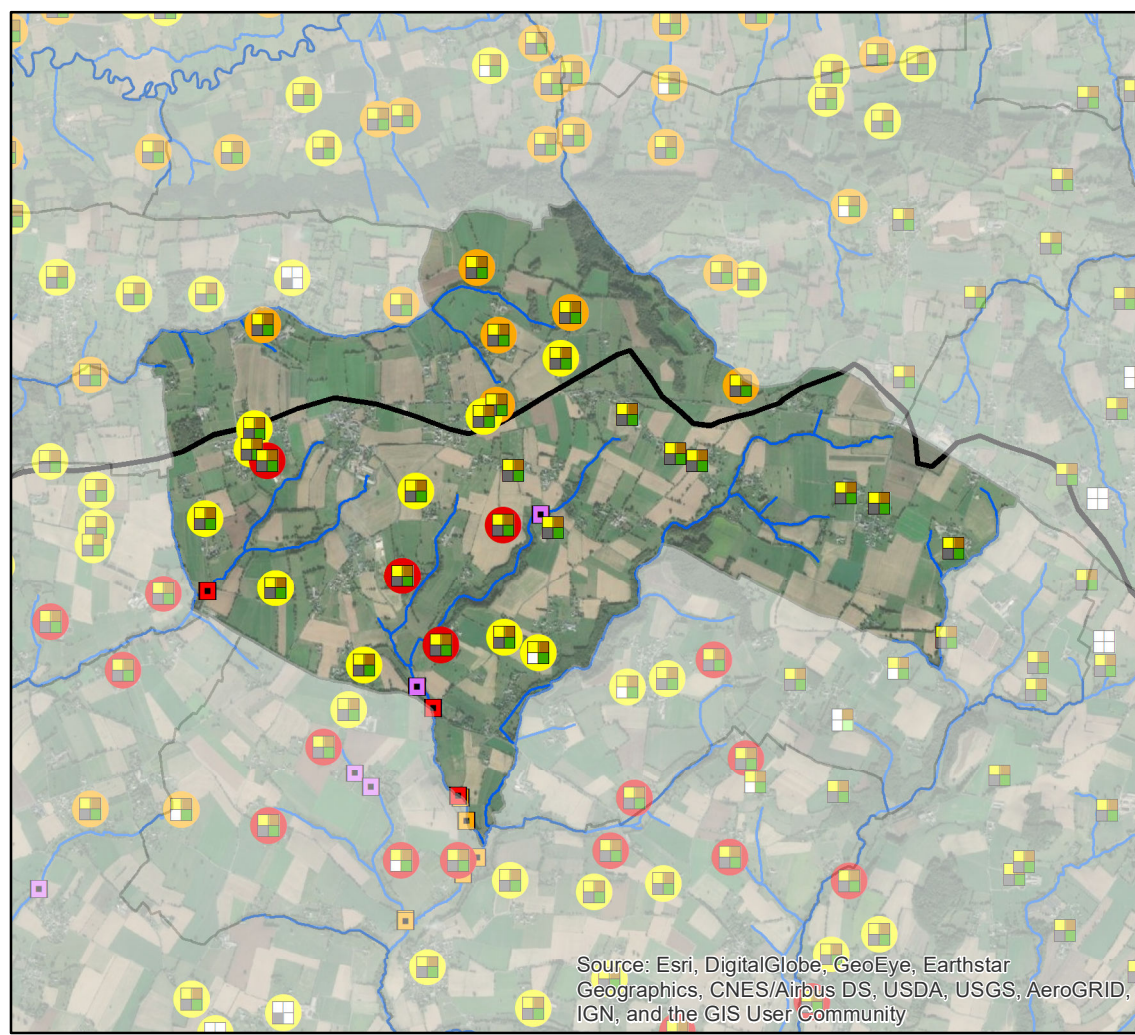 Source: Esri, DigitalGlobe, GeoEye, Earthstar
Geographics, CNES/Airbus DS, USDA, USGS, AeroGRID,
IGN, and the GIS User Community